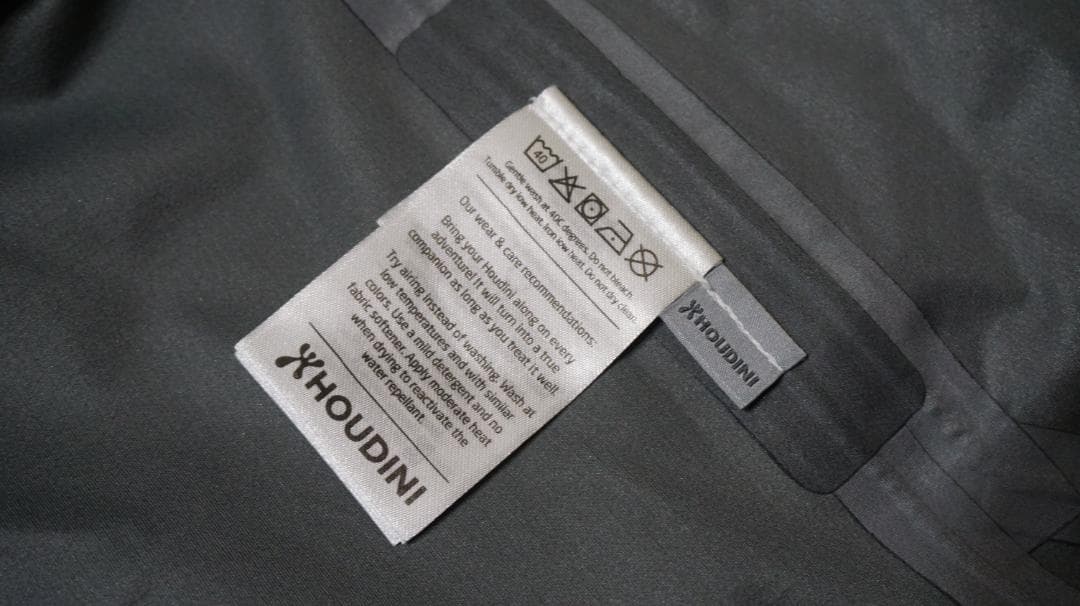 40
Gentle wash at 40C degrees. Do not bleach.
Tumble dry low heat. Iron low heat. Do not dry clean.
Our wear & care recommendations:
Bring your Houdini along on every
adventure! It will turn into a true
companion as long as you treat it well.
Try airing instead of washing. Wash at
low temperatures and with similar
colors. Use a mild detergent and no
fabric softener. Apply moderate heat
when drying to reactivate the
water repellant.
HOUDINI
HOUDINI